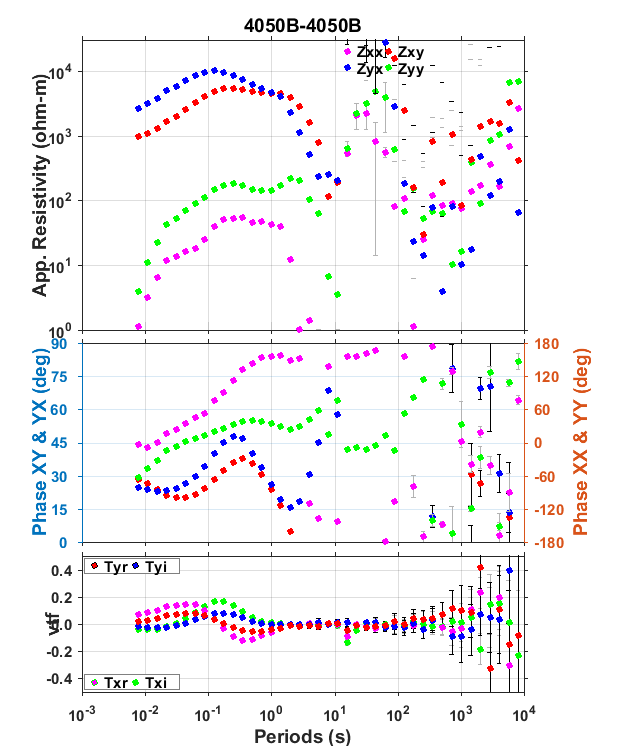 4050B-4050B
Zxx Zxy
Zyx Zyy
App. Resistivity (ohm-m)
10^4
10^3
10^2
10^1
10^0
Phase XY & YX (deg)
90
75
60
45
30
15
0
180
120
60
0
-60
-120
-180
Phase XX & YY (deg)
Tyr Tyi
0.4
0.2
0.0
-0.2
-0.4
Txr Txi
10^-3 10^-2 10^-1 10^0 10^1 10^2 10^3 10^4
Periods (s)